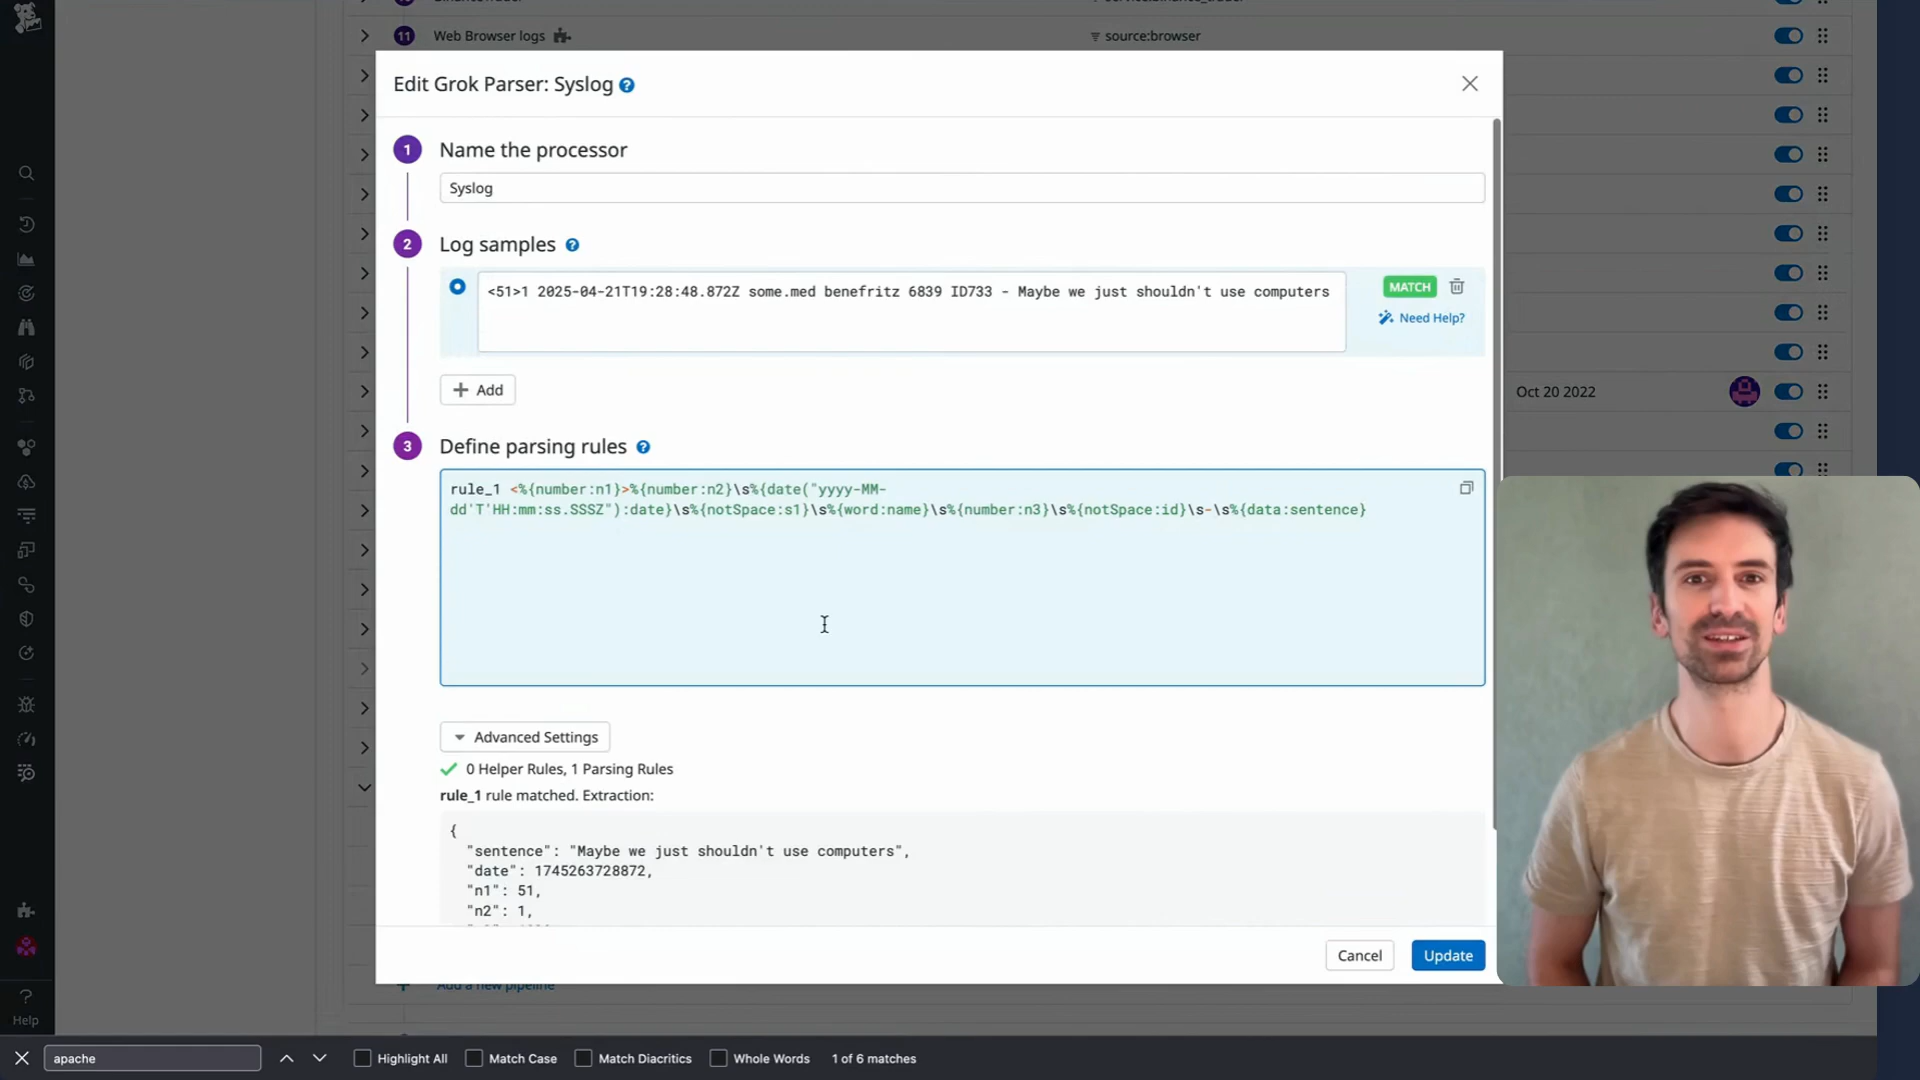 11 Web Browser logs source:browser
Edit Grok Parser: Syslog ?
1 Name the processor
Syslog
2 Log samples ?
<51>1 2025-04-21T19:28:48.872Z some.med benefritz 6839 ID733 - Maybe we just shouldn't use computers
MATCH
Need Help?
+ Add
Oct 20 2022
3 Define parsing rules ?
rule_1 <%{number:n1}>%{number:n2}\s%{date("yyyy-MM-
dd'T'HH:mm:ss.SSSZ"):date}\s%{notSpace:s1}\s%{word:name}\s%{number:n3}\s%{notSpace:id}\s-\s%{data:sentence}
Advanced Settings
0 Helper Rules, 1 Parsing Rules
rule_1 rule matched. Extraction:
{
"sentence": "Maybe we just shouldn't use computers",
"date": 1745263728872,
"n1": 51,
"n2": 1,
Cancel Update
Add a new pipeline
? Help
apache Highlight All Match Case Match Diacritics Whole Words 1 of 6 matches